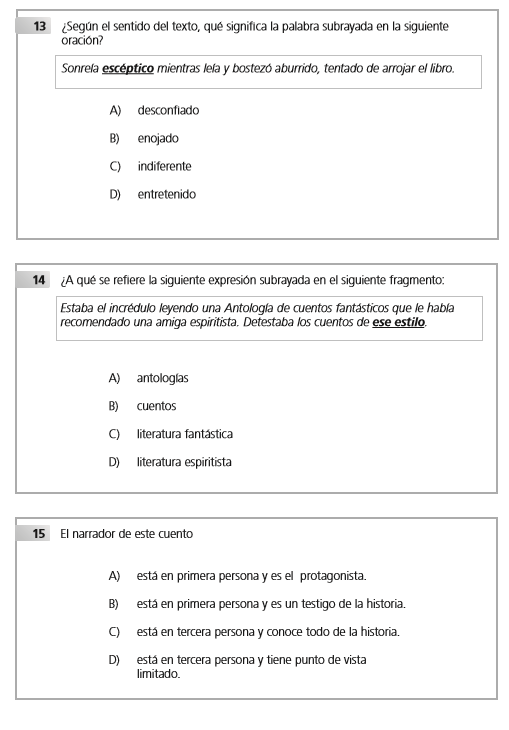 13 ¿Según el sentido del texto, qué significa la palabra subrayada en la siguiente
oración?
Sonreía escéptico mientras leía y bostezó aburrido, tentado de arrojar el libro.
A) desconfiado
B) enojado
C) indiferente
D) entretenido
14 ¿A qué se refiere la siguiente expresión subrayada en el siguiente fragmento:
Estaba el incrédulo leyendo una Antología de cuentos fantásticos que le había
recomendado una amiga espiritista. Detestaba los cuentos de ese estilo.
A) antologías
B) cuentos
C) literatura fantástica
D) literatura espiritista
15 El narrador de este cuento
A) está en primera persona y es el protagonista.
B) está en primera persona y es un testigo de la historia.
C) está en tercera persona y conoce todo de la historia.
D) está en tercera persona y tiene punto de vista
limitado.